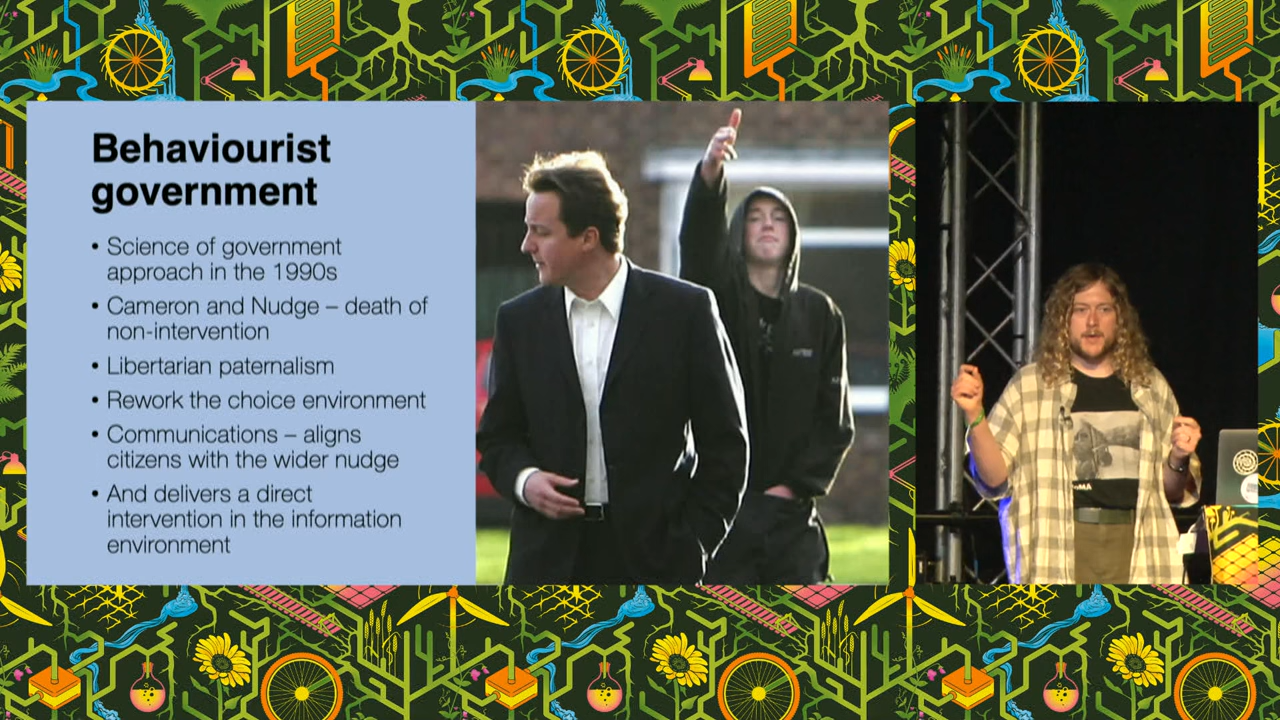 Behaviourist
government
• Science of government
approach in the 1990s
• Cameron and Nudge – death of
non-intervention
• Libertarian paternalism
• Rework the choice environment
• Communications – aligns
citizens with the wider nudge
• And delivers a direct
intervention in the information
environment